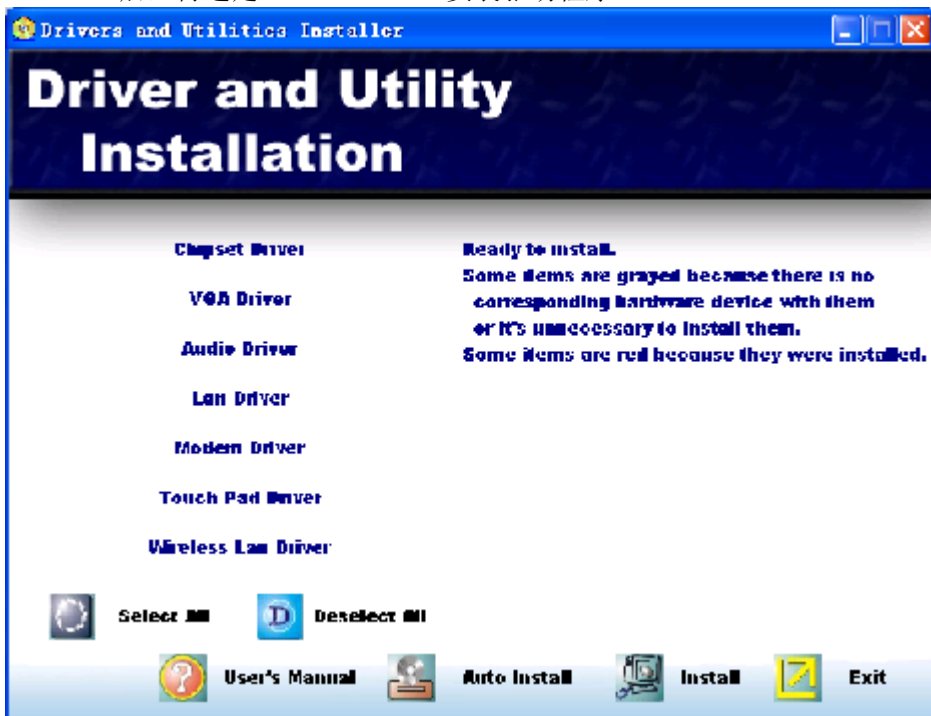 Drivers and Utilities Installer
Driver and Utility
Installation
Chipset Driver
VGA Driver
Audio Driver
Lan Driver
Modem Driver
Touch Pad Driver
Wireless Lan Driver
Ready to install.
Some items are grayed because there is no
corresponding hardware device with them
or it's unnecessary to install them.
Some items are red because they were installed.
Select All
Deselect All
User's Manual
Auto Install
Install
Exit